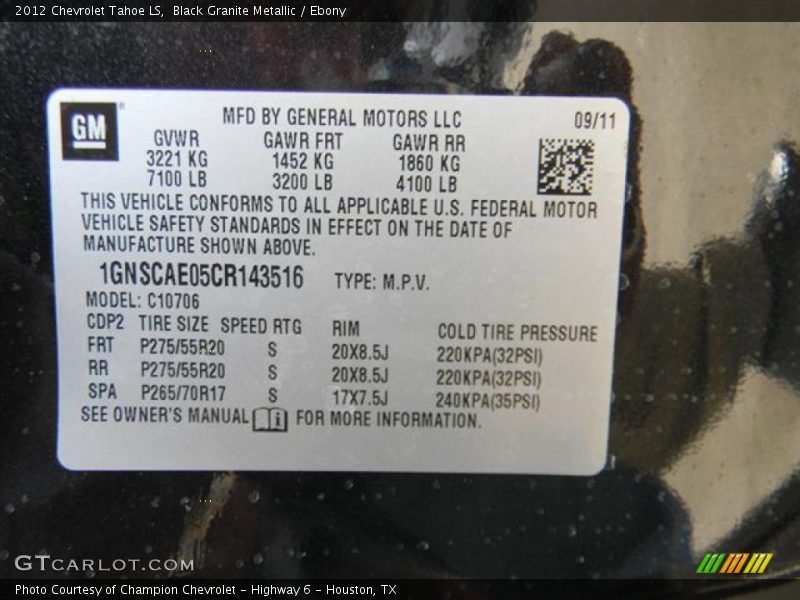 2012 Chevrolet Tahoe LS,  Black Granite Metallic / Ebony
GM
MFD BY GENERAL MOTORS LLC 09/11
GVWR GAWR FRT GAWR RR
3221 KG 1452 KG 1860 KG
7100 LB 3200 LB 4100 LB
THIS VEHICLE CONFORMS TO ALL APPLICABLE U.S. FEDERAL MOTOR
VEHICLE SAFETY STANDARDS IN EFFECT ON THE DATE OF
MANUFACTURE SHOWN ABOVE.
1GNSCAE05CR143516 TYPE: M.P.V.
MODEL: C10706
CDP2 TIRE SIZE SPEED RTG RIM COLD TIRE PRESSURE
FRT P275/55R20 S 20X8.5J 220KPA(32PSI)
RR P275/55R20 S 20X8.5J 220KPA(32PSI)
SPA P265/70R17 S 17X7.5J 240KPA(35PSI)
SEE OWNER'S MANUAL FOR MORE INFORMATION.
GTCARLOT.COM
Photo Courtesy of Champion Chevrolet - Highway 6 - Houston, TX